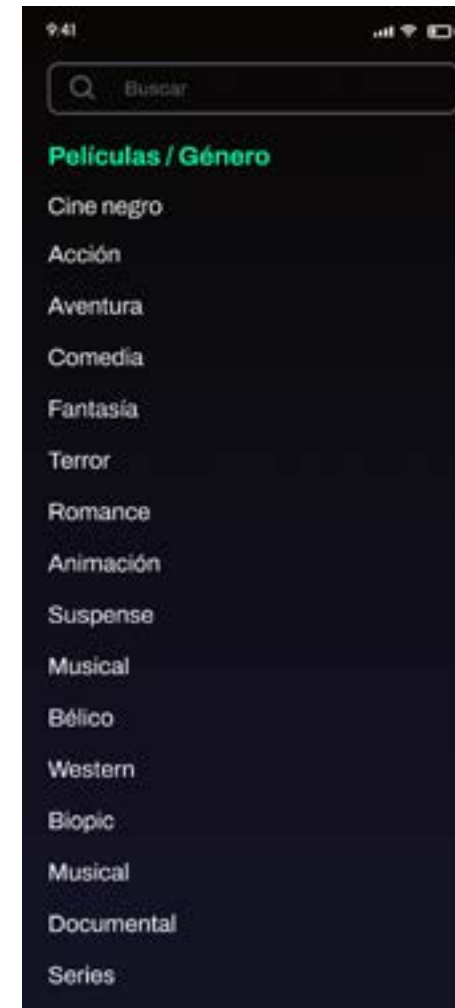 9:41
Buscar
Películas / Género
Cine negro
Acción
Aventura
Comedia
Fantasía
Terror
Romance
Animación
Suspense
Musical
Bélico
Western
Biopic
Musical
Documental
Series